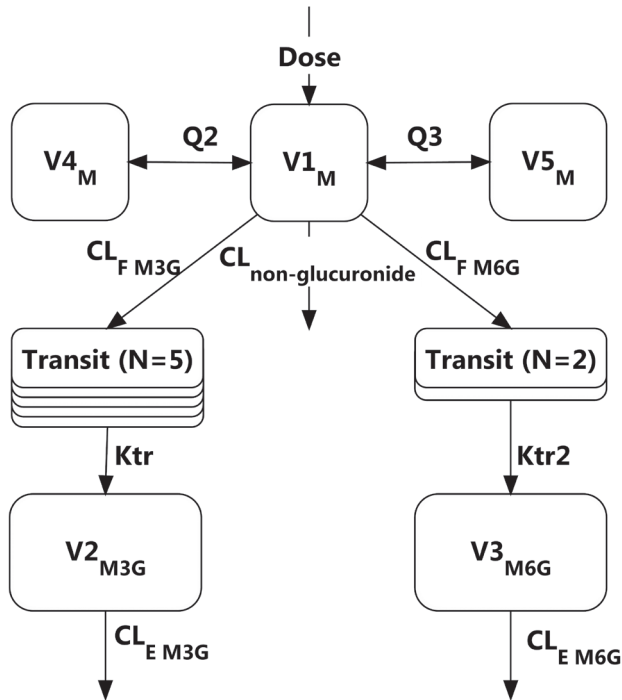 Dose
Q2
Q3
V4M
V1M
V5M
CLF M3G
CLnon-glucuronide
CLF M6G
Transit (N=5)
Transit (N=2)
Ktr
Ktr2
V2M3G
V3M6G
CLE M3G
CLE M6G